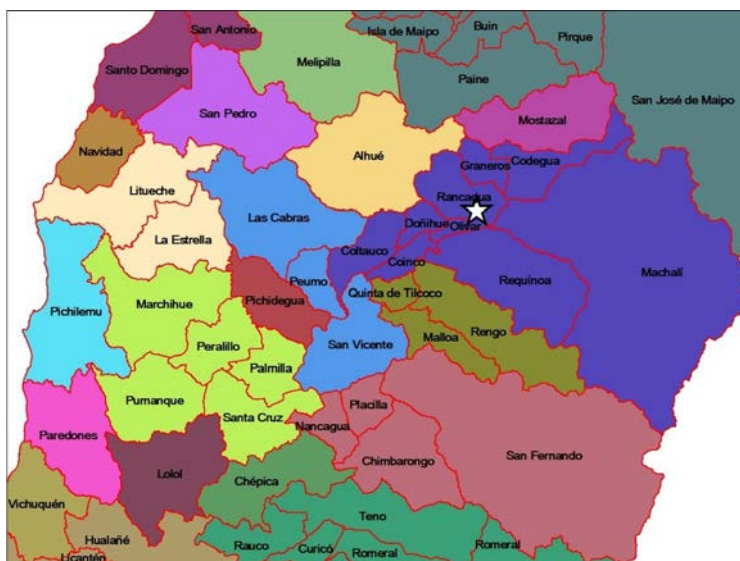 San Antonio
Isla de Maipo
Buin
Pirque
Santo Domingo
Melipilla
Paine
San José de Maipo
San Pedro
Mostazal
Navidad
Alhué
Graneros
Codegua
Litueche
Rancagua
Las Cabras
La Estrella
Doñihue
Olivar
Coltauco
Coinco
Machalí
Peumo
Requínoa
Pichidegua
Quinta de Tilcoco
Marchihue
Pichilemu
Rengo
Malloa
Peralillo
San Vicente
Palmilla
Pumanque
Placilla
Santa Cruz
Nancagua
Paredones
San Fernando
Chimbarongo
Lolol
Chépica
Vichuquén
Teno
Hualañé
Rauco
Curicó
Romeral
Romeral
Licantén